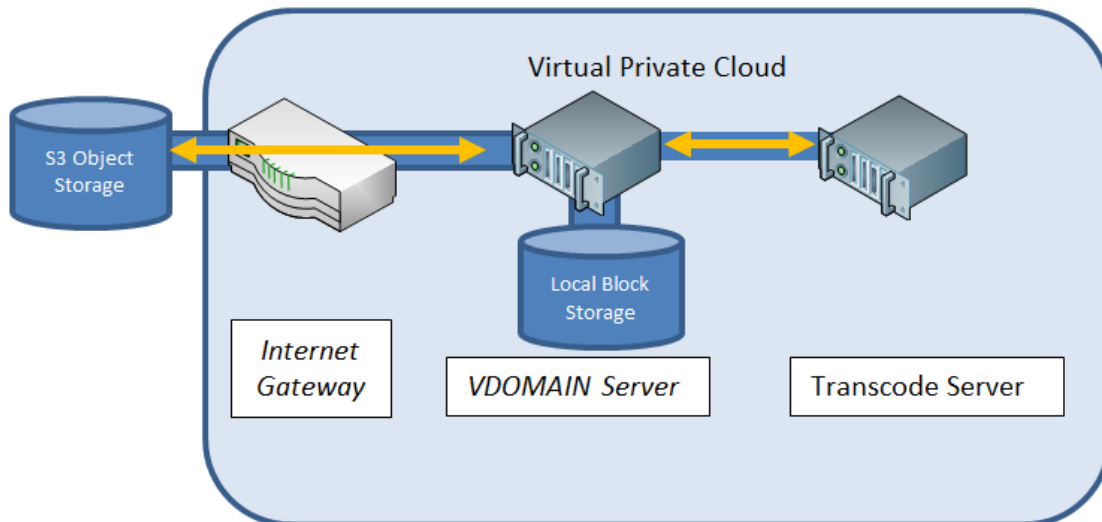 Virtual Private Cloud
S3 Object
Storage
Local Block
Storage
Internet
Gateway
VDOMAIN Server
Transcode Server